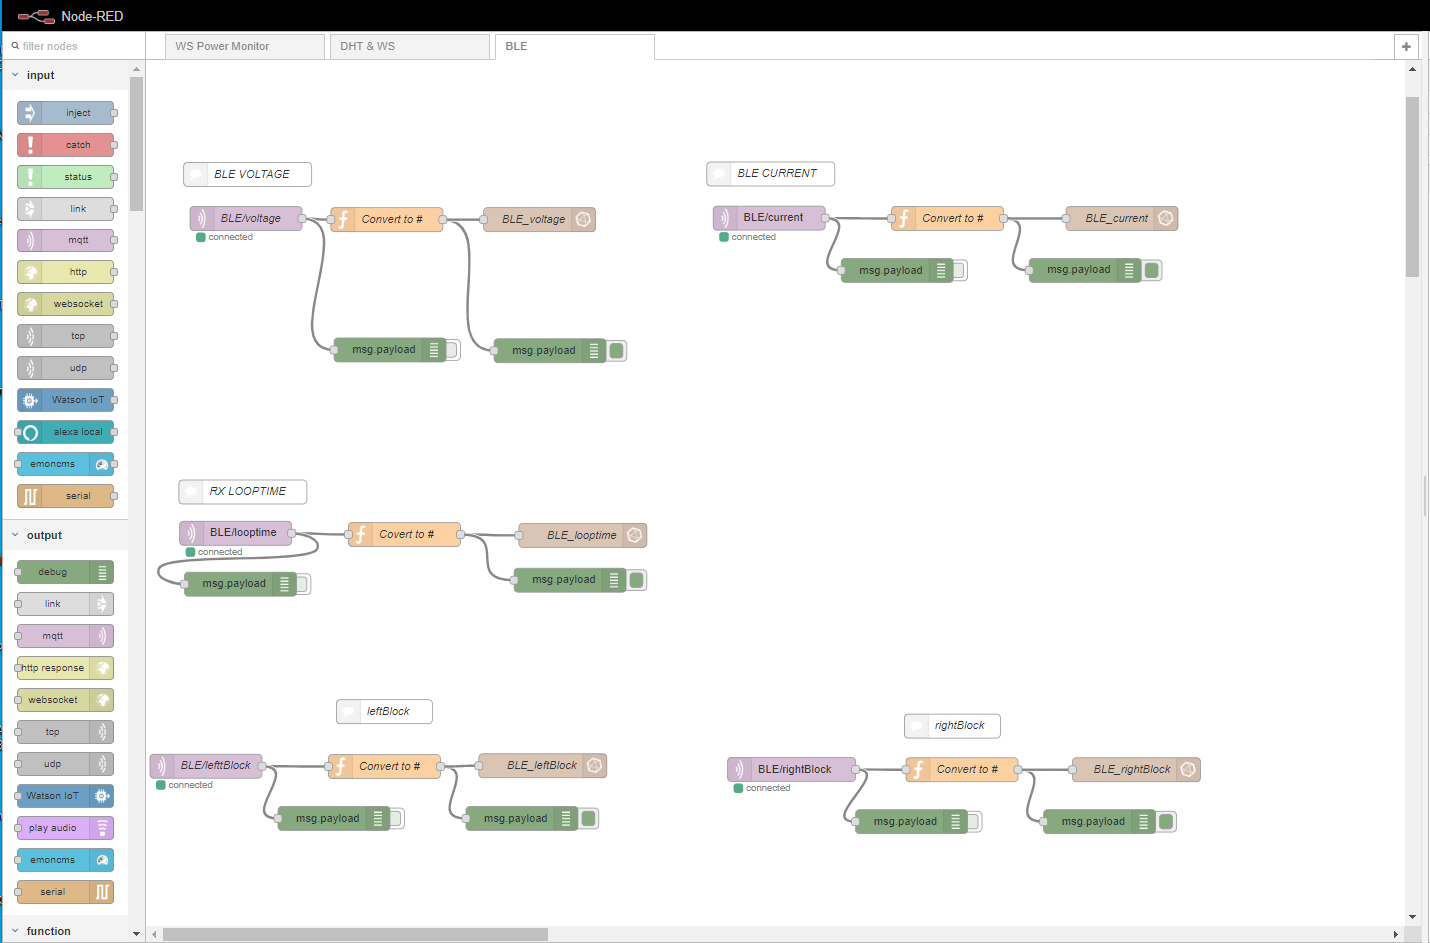 Node-RED
filter nodes
WS Power Monitor
DHT & WS
BLE
+
input
inject
catch
status
link
mqtt
http
websocket
tcp
udp
Watson IoT
alexa local
emoncms
serial
output
debug
link
mqtt
http response
websocket
tcp
udp
Watson IoT
play audio
emoncms
serial
function
BLE VOLTAGE
BLE/voltage
connected
Convert to #
BLE_voltage
msg.payload
msg.payload
BLE CURRENT
BLE/current
connected
Convert to #
BLE_current
msg.payload
msg.payload
RX LOOPTIME
BLE/looptime
connected
Covert to #
BLE_looptime
msg.payload
msg.payload
leftBlock
BLE/lefttBlock
connected
Convert to #
BLE_leftBlock
msg.payload
msg.payload
rightBlock
BLE/rightBlock
connected
Convert to #
BLE_rightBlock
msg.payload
msg.payload